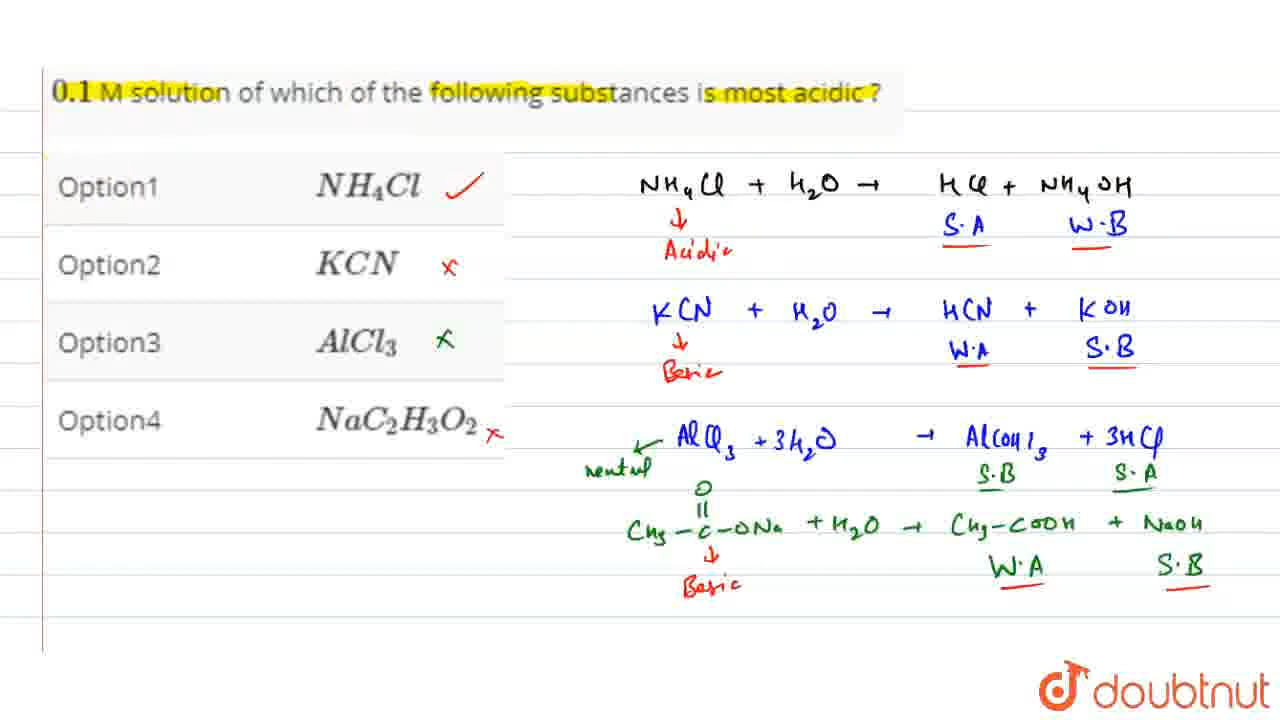 0.1 M solution of which of the following substances is most acidic ?
Option1 NH₄Cl ✓
Option2 KCN ×
Option3 AlCl₃ ×
Option4 NaC₂H₃O₂ ×
NH₄Cl + H₂O → HCl + NH₄OH
↓ S.A W.B
Acidic
KCN + H₂O → HCN + KOH
↓ W.A S.B
Basic
AlCl₃ + 3H₂O → Al(OH)₃ + 3HCl
neutral S.B S.A
O
||
CH₃ – C – ONa + H₂O → CH₃ – COOH + NaOH
↓ W.A S.B
Basic
doubtnut